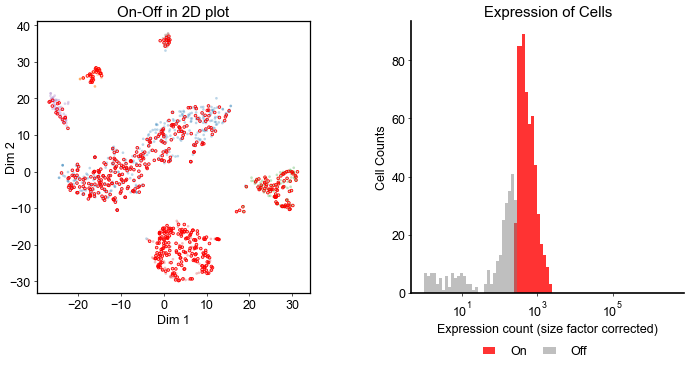 On-Off in 2D plot
40
30
20
10
0
−10
−20
−30
Dim 2
−20 −10 0 10 20 30
Dim 1
Expression of Cells
80
60
40
20
0
Cell Counts
10^1 10^3 10^5
Expression count (size factor corrected)
On Off